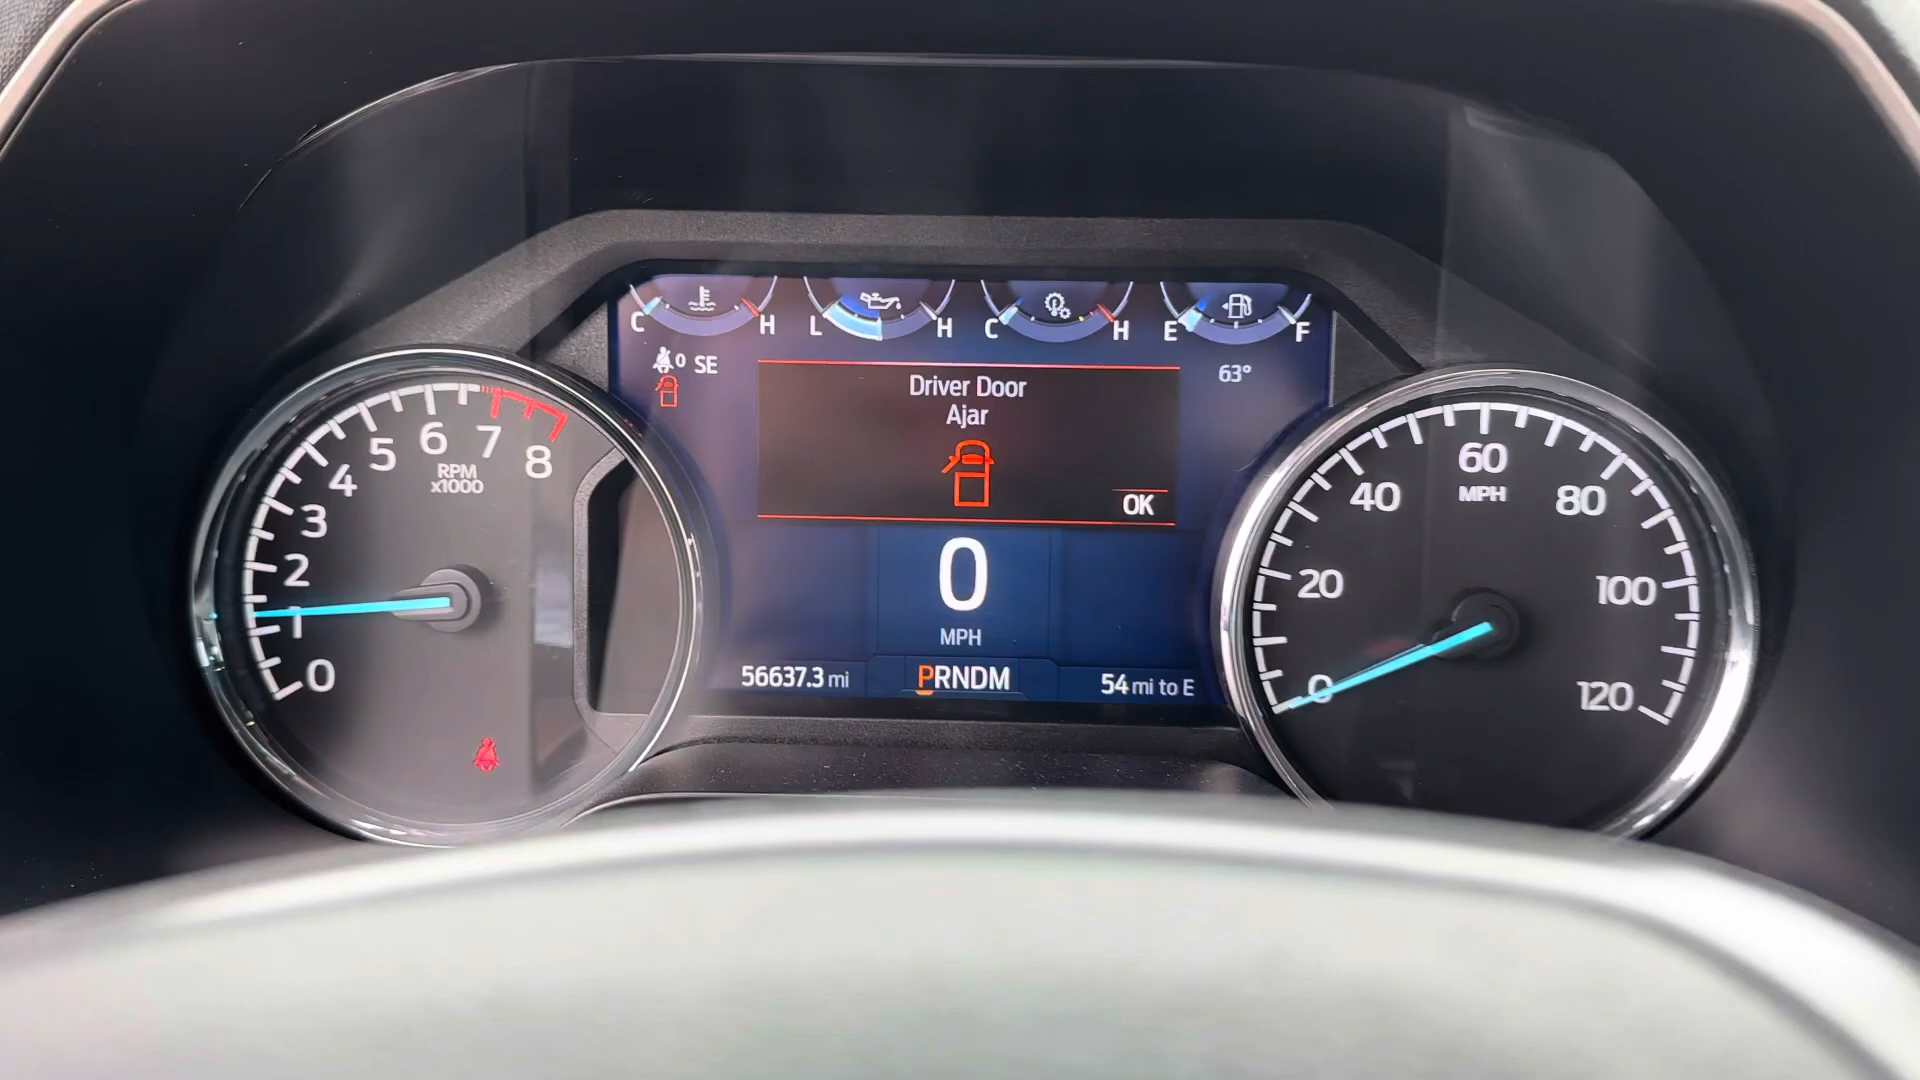 C H L H C H E F
0 SE
63°
Driver Door
Ajar
OK
0
MPH
56637.3 mi
PRNDM
54 mi to E
0 1 2 3 4 5 6 7 8
RPM
x1000
0 20 40 60 80 100 120
MPH